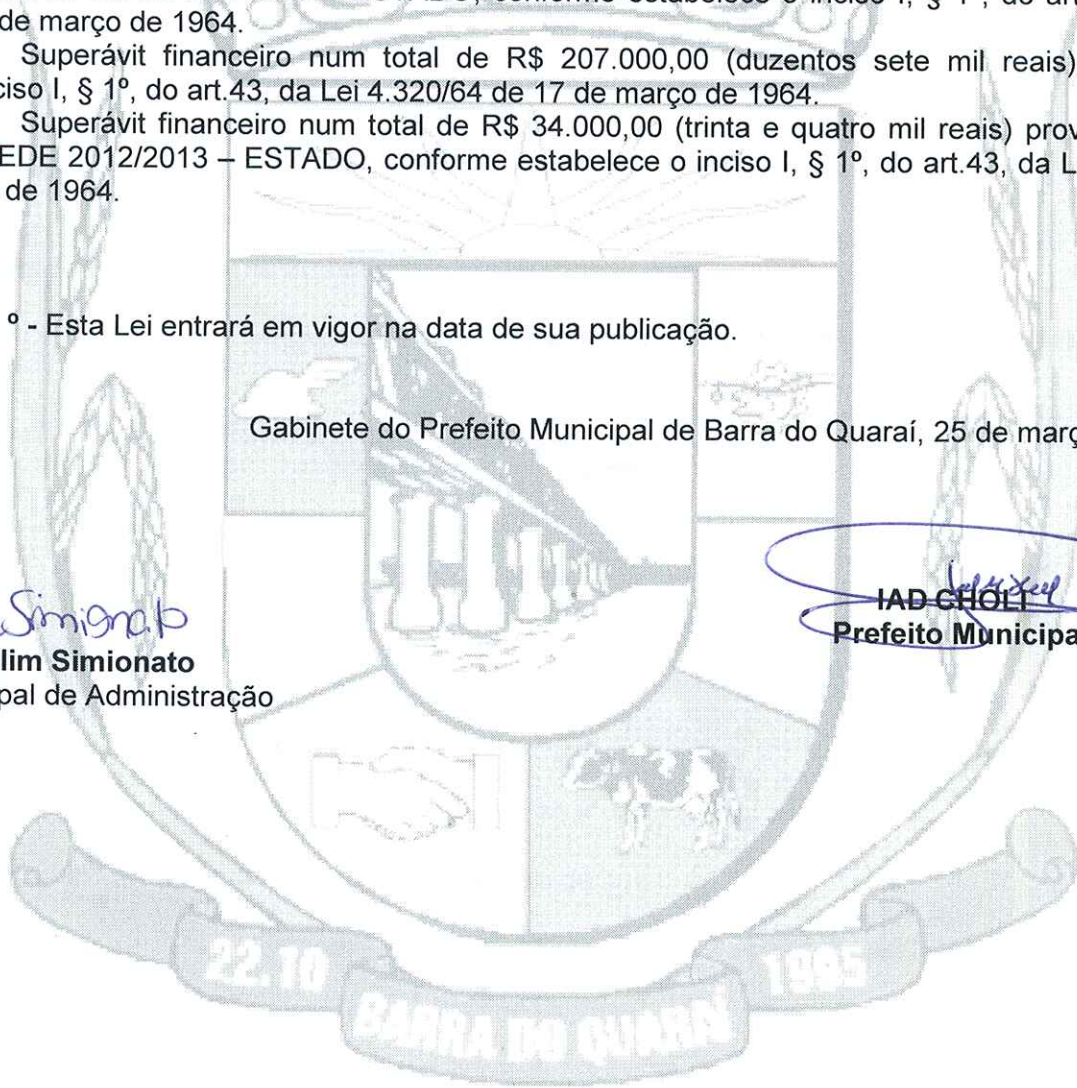 de março de 1964.
Superávit financeiro num total de R$ 207.000,00 (duzentos sete mil reais)
ciso I, § 1º, do art.43, da Lei 4.320/64 de 17 de março de 1964.
Superávit financeiro num total de R$ 34.000,00 (trinta e quatro mil reais) prov
EDE 2012/2013 – ESTADO, conforme estabelece o inciso I, § 1º, do art.43, da L
de 1964.
º - Esta Lei entrará em vigor na data de sua publicação.
Gabinete do Prefeito Municipal de Barra do Quaraí, 25 de març
Simionato
lim Simionato
pal de Administração
IAD CHOLI
Prefeito Municipa
22.10
BARRA DO QUARAÍ
1995